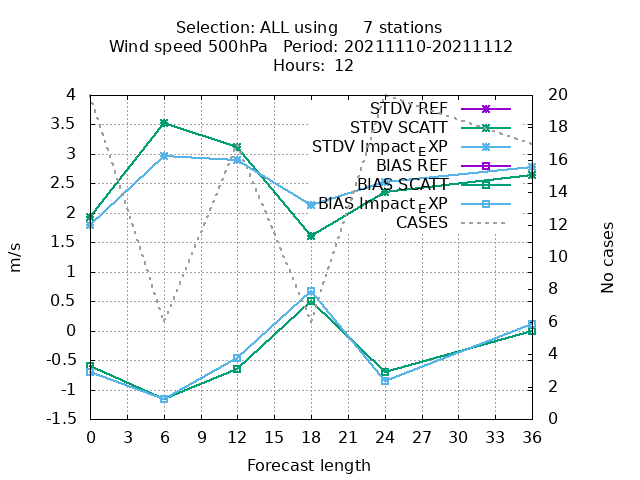 Selection: ALL using 7 stations
Wind speed 500hPa Period: 20211110-20211112
Hours: 12
4
3.5
3
2.5
2
1.5
1
0.5
0
-0.5
-1
-1.5
20
18
16
14
12
10
8
6
4
2
0
STDV REF
STDV SCATT
STDV Impact_EXP
BIAS REF
BIAS SCATT
BIAS Impact_EXP
CASES
m/s
No cases
0 3 6 9 12 15 18 21 24 27 30 33 36
Forecast length